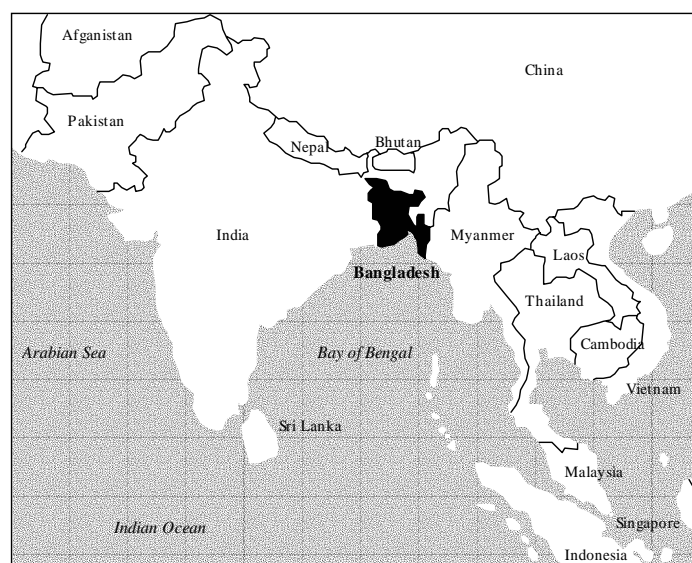 Afganistan
China
Pakistan
Nepal
Bhutan
India
Myanmer
Laos
Bangladesh
Thailand
Cambodia
Arabian Sea
Bay of Bengal
Vietnam
Sri Lanka
Malaysia
Indian Ocean
Singapore
Indonesia